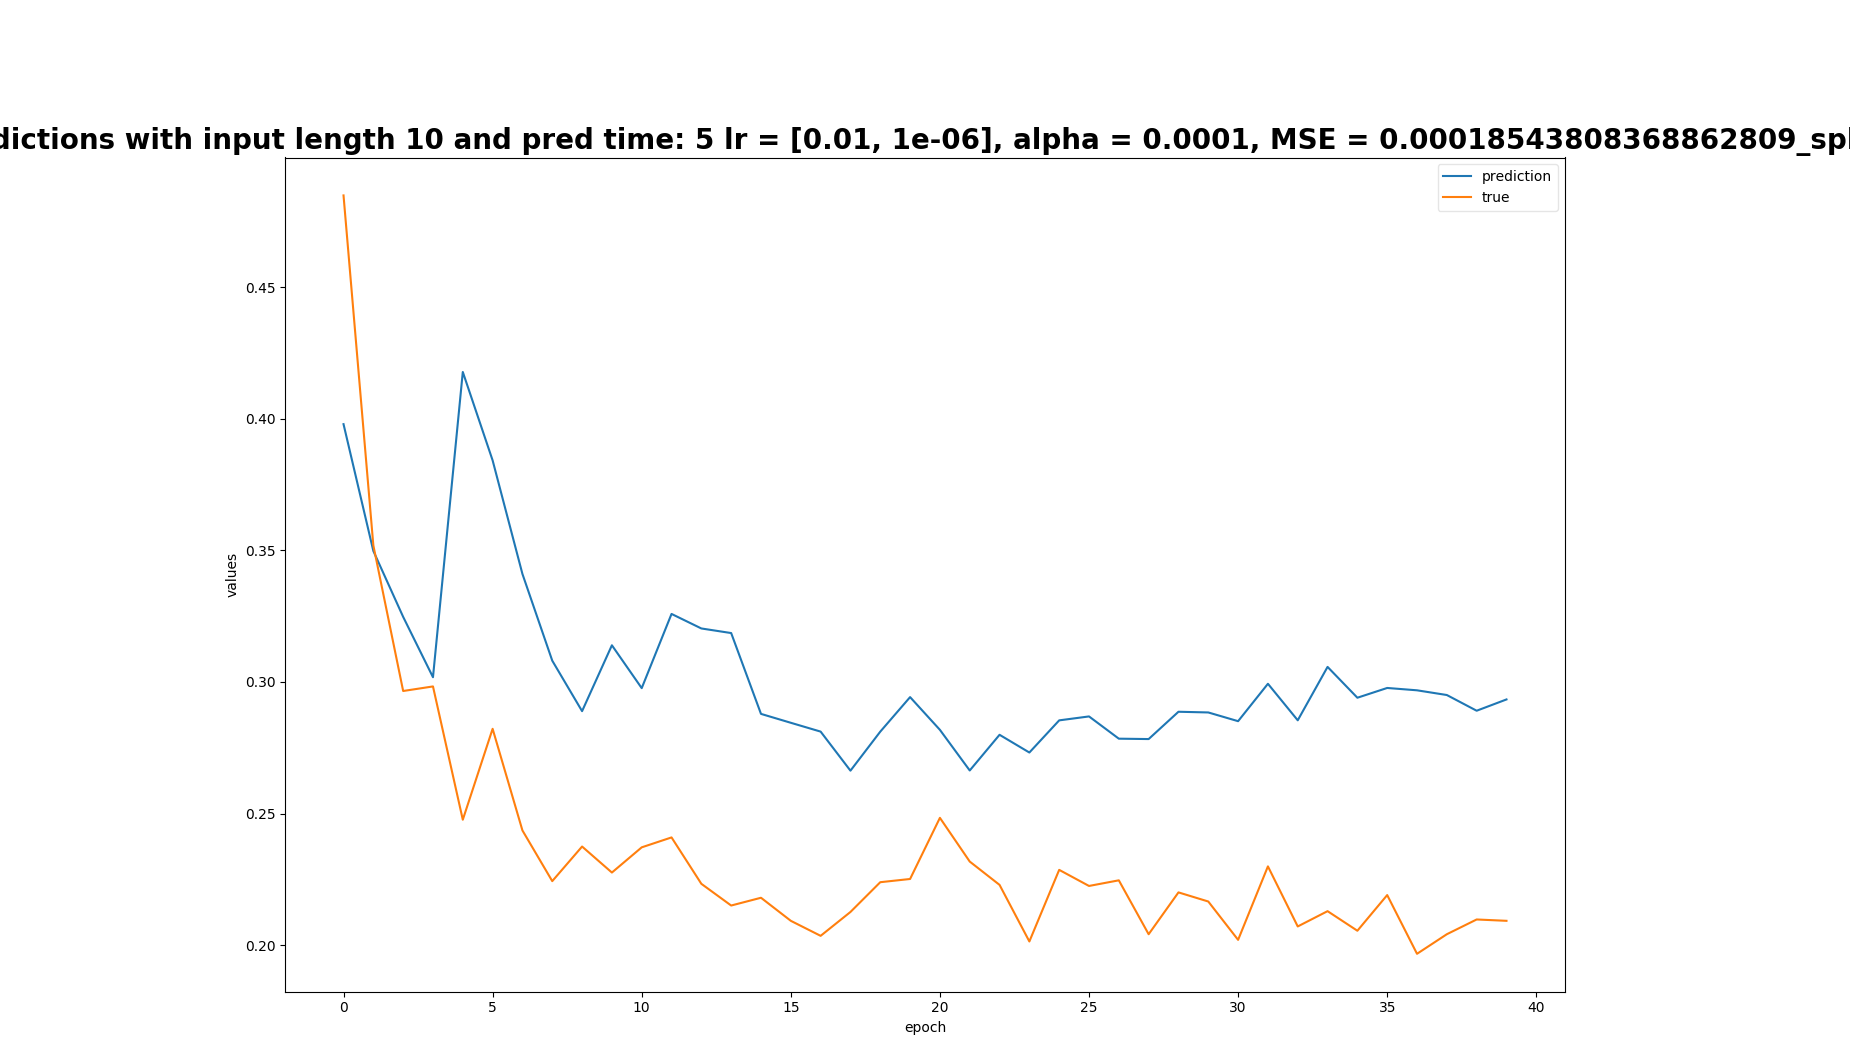 dictions with input length 10 and pred time: 5 lr = [0.01, 1e-06], alpha = 0.0001, MSE = 0.00018543808368862809_spl
prediction
true
0.45
0.40
0.35
0.30
0.25
0.20
values
0 5 10 15 20 25 30 35 40
epoch